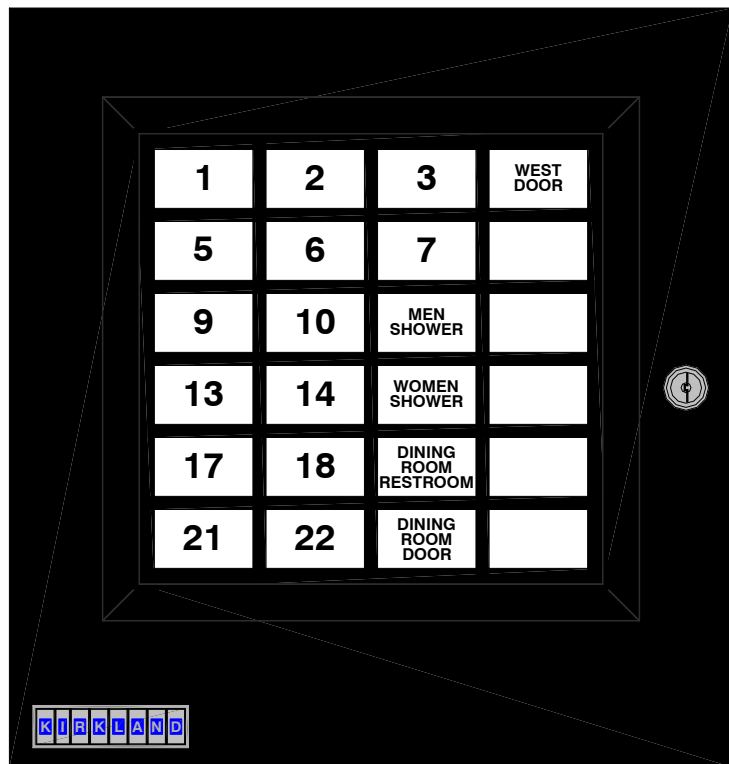 1
2
3
WEST
DOOR
5
6
7
9
10
MEN
SHOWER
13
14
WOMEN
SHOWER
17
18
DINING
ROOM
RESTROOM
21
22
DINING
ROOM
DOOR
KIRKLAND